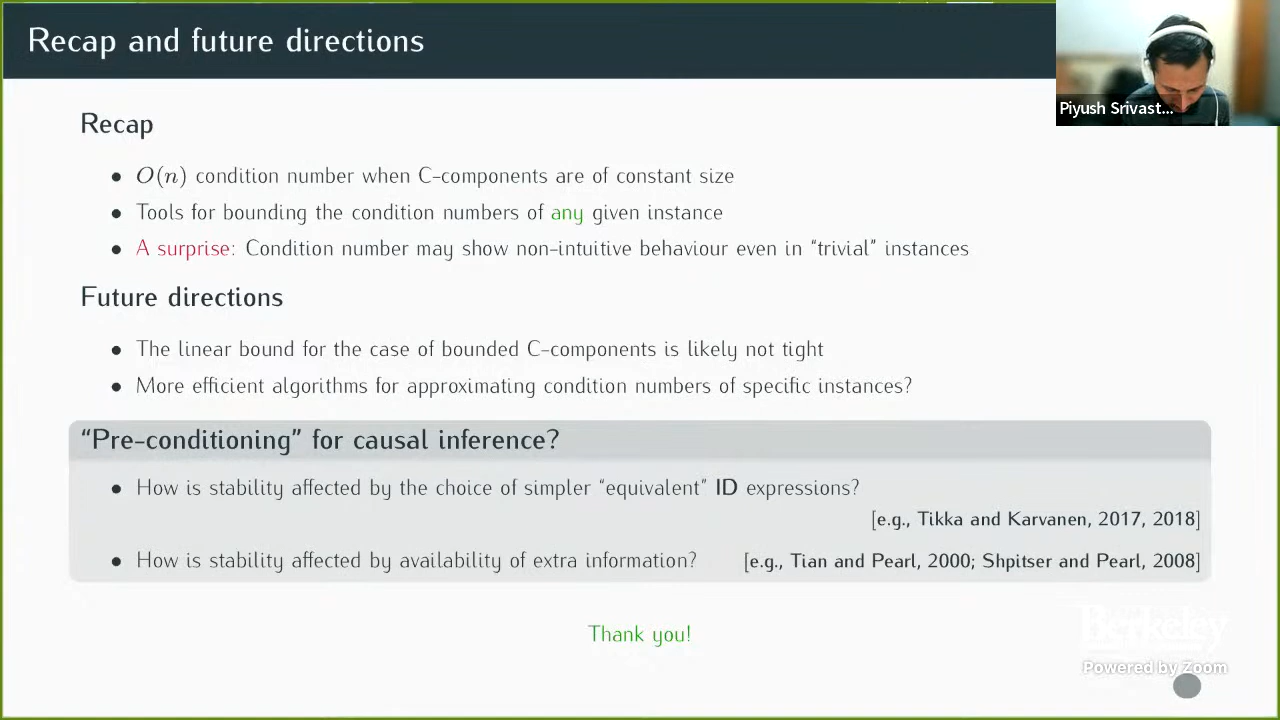 Recap and future directions
Piyush Srivast...
Recap
• O(n) condition number when C-components are of constant size
• Tools for bounding the condition numbers of any given instance
• A surprise: Condition number may show non-intuitive behaviour even in “trivial” instances
Future directions
• The linear bound for the case of bounded C-components is likely not tight
• More efficient algorithms for approximating condition numbers of specific instances?
“Pre-conditioning” for causal inference?
• How is stability affected by the choice of simpler “equivalent” ID expressions?
[e.g., Tikka and Karvanen, 2017, 2018]
• How is stability affected by availability of extra information? [e.g., Tian and Pearl, 2000; Shpitser and Pearl, 2008]
Thank you!
Berkeley
Powered by Zoom